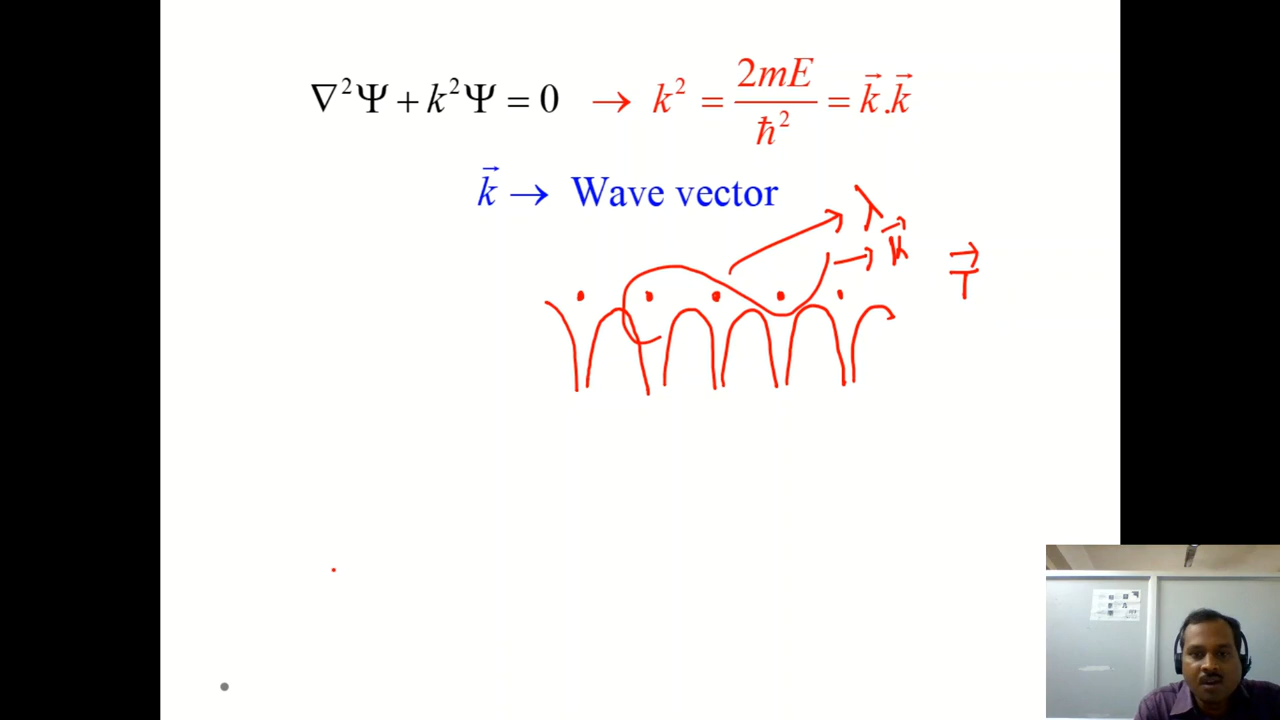 ∇²Ψ + k²Ψ = 0 → k² = 2mE/ħ² = k⃗.k⃗
k⃗ → Wave vector
λ
k⃗
T⃗